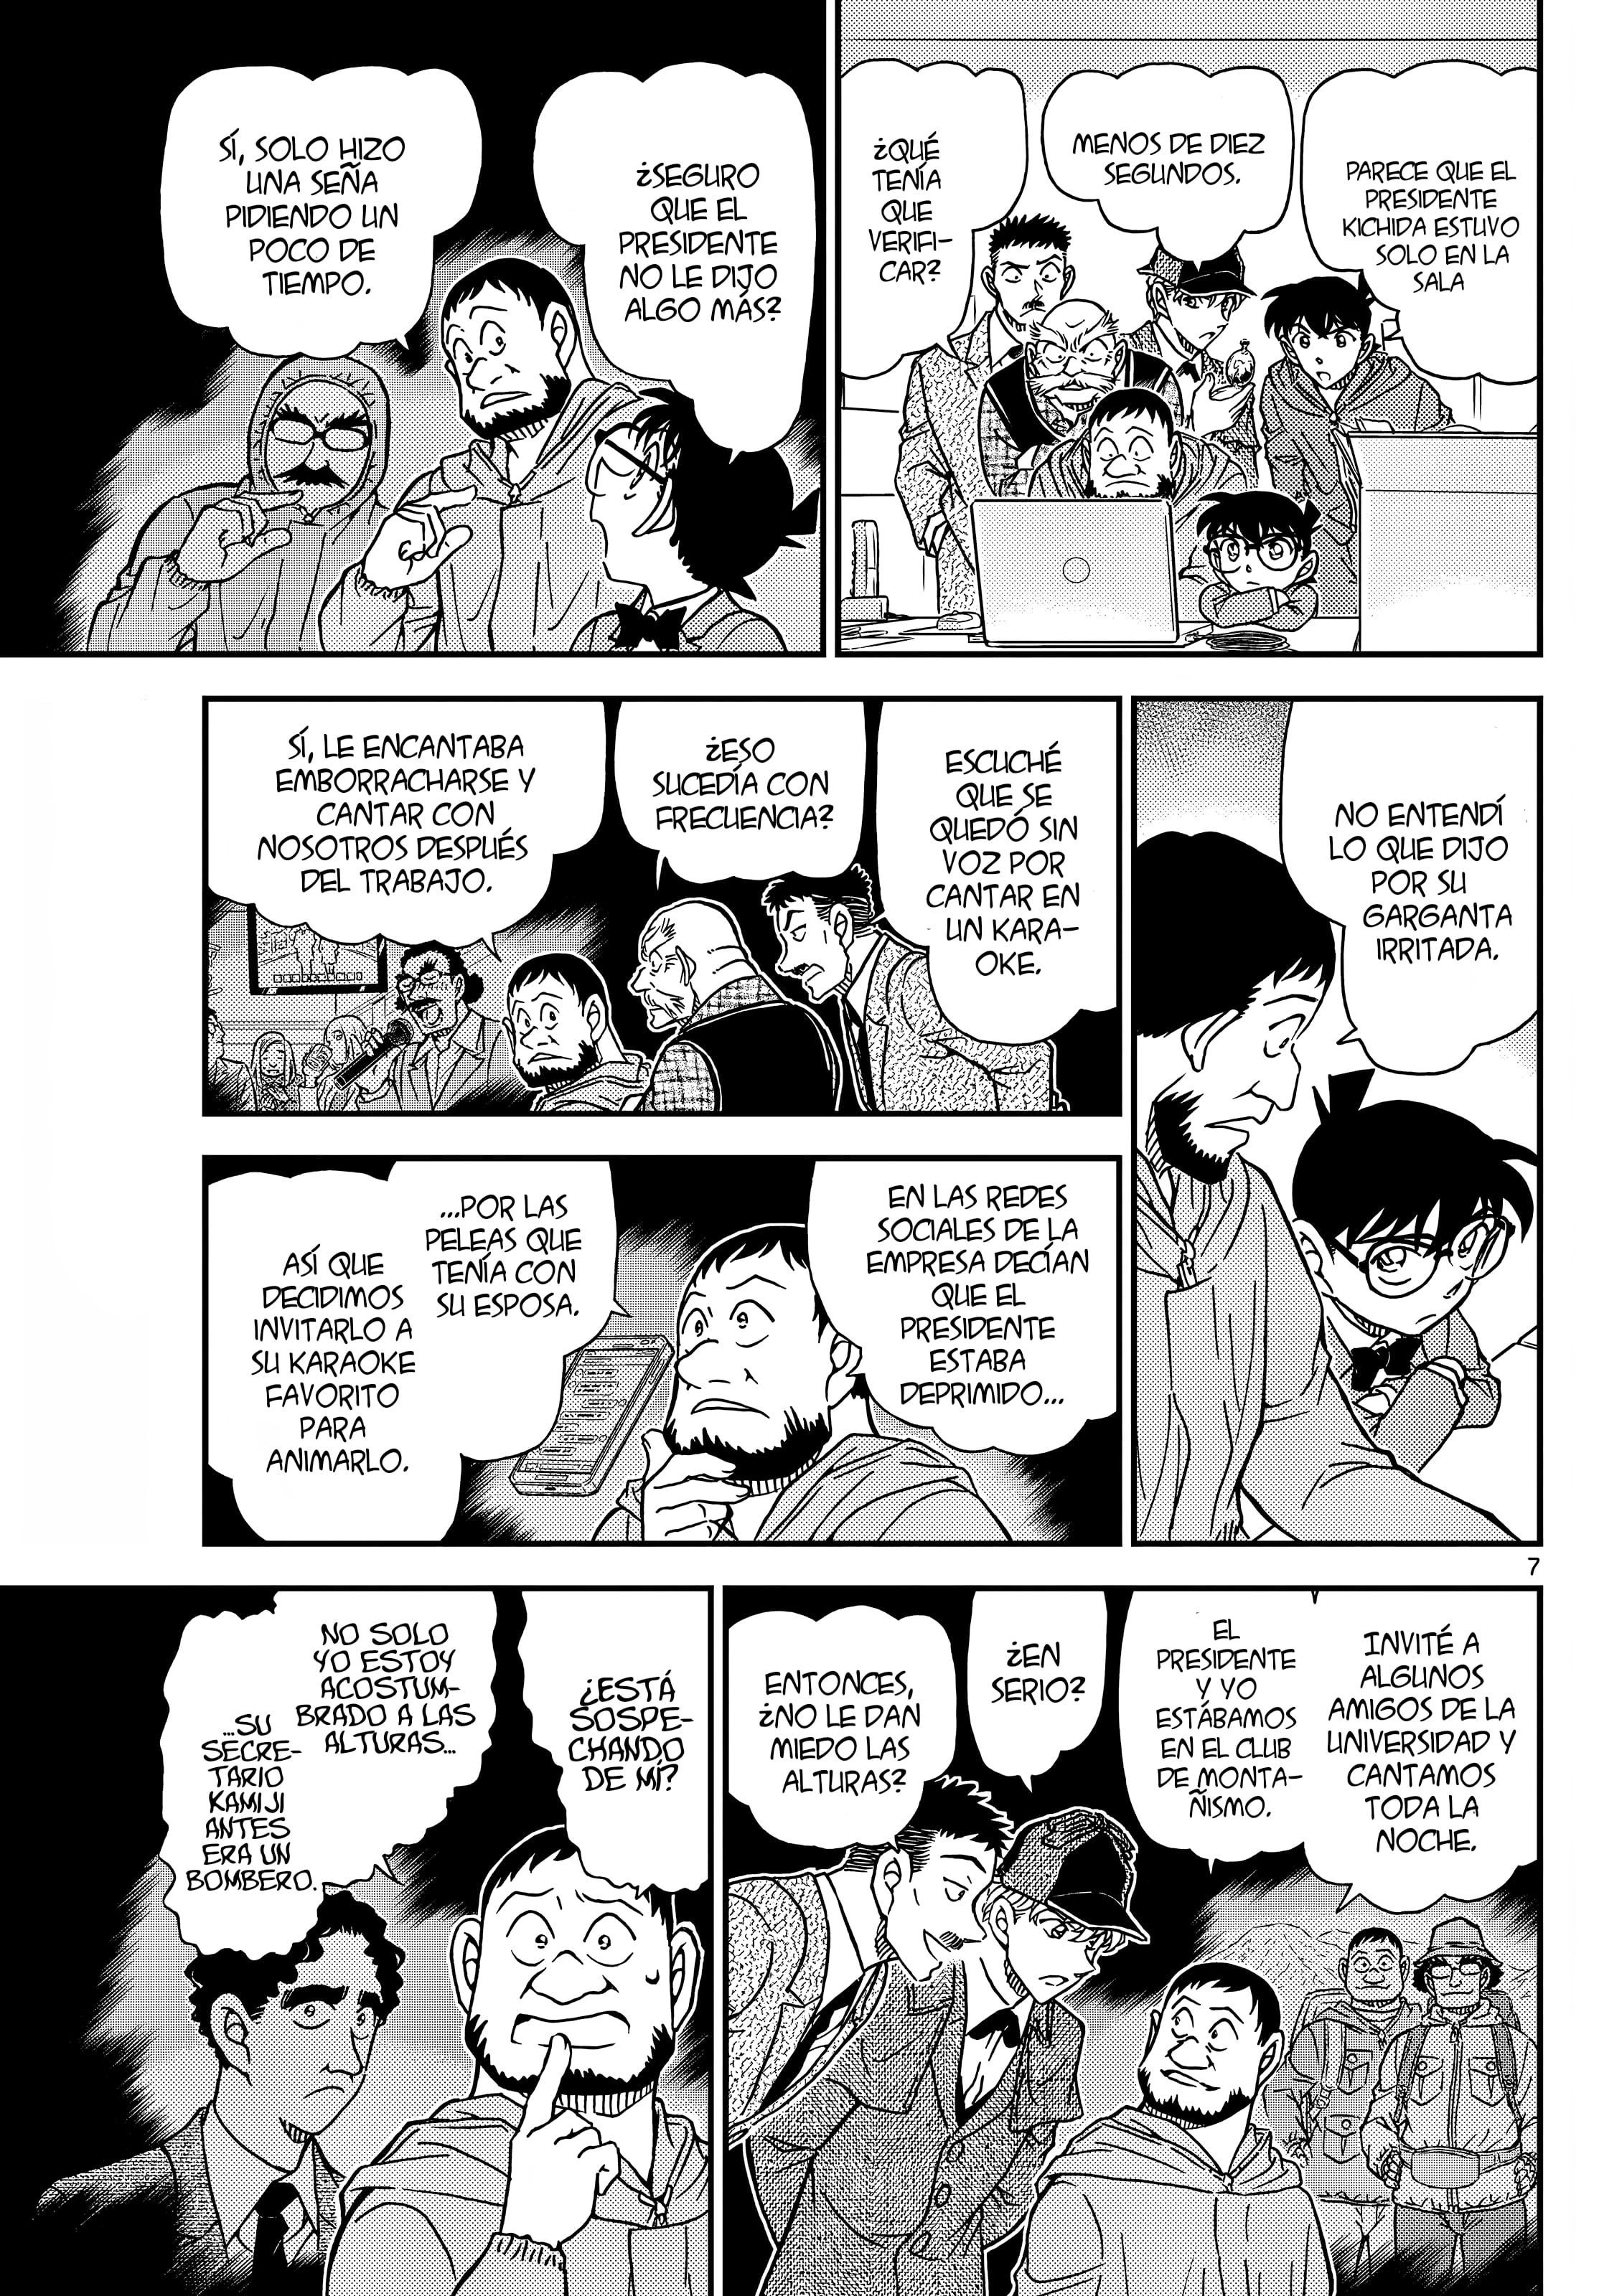 PARECE QUE EL
PRESIDENTE
KICHIDA ESTUVO
SOLO EN LA
SALA
MENOS DE DIEZ
SEGUNDOS.
¿QUÉ
TENÍA
QUE
VERIFI-
CAR?
¿SEGURO
QUE EL
PRESIDENTE
NO LE DIJO
ALGO MÁS?
SÍ, SOLO HIZO
UNA SEÑA
PIDIENDO UN
POCO DE
TIEMPO.
NO ENTENDÍ
LO QUE DIJO
POR SU
GARGANTA
IRRITADA.
ESCUCHÉ
QUE SE
QUEDÓ SIN
VOZ POR
CANTAR EN
UN KARA-
OKE.
¿ESO
SUCEDÍA CON
FRECUENCIA?
SÍ, LE ENCANTABA
EMBORRACHARSE Y
CANTAR CON
NOSOTROS DESPUÉS
DEL TRABAJO.
EN LAS REDES
SOCIALES DE LA
EMPRESA DECÍAN
QUE EL
PRESIDENTE
ESTABA
DEPRIMIDO...
...POR LAS
PELEAS QUE
TENÍA CON
SU ESPOSA.
ASÍ QUE
DECIDIMOS
INVITARLO A
SU KARAOKE
FAVORITO
PARA
ANIMARLO.
7
INVITÉ A
ALGUNOS
AMIGOS DE LA
UNIVERSIDAD Y
CANTAMOS
TODA LA
NOCHE.
EL
PRESIDENTE
Y YO
ESTÁBAMOS
EN EL CLUB
DE MONTA-
ÑISMO.
¿EN
SERIO?
ENTONCES,
¿NO LE DAN
MIEDO LAS
ALTURAS?
¿ESTÁ
SOSPE-
CHANDO
DE MÍ?
NO SOLO
YO ESTOY
ACOSTUM-
BRADO A LAS
ALTURAS...
...SU
SECRE-
TARIO
KAMIJI
ANTES
ERA UN
BOMBERO.